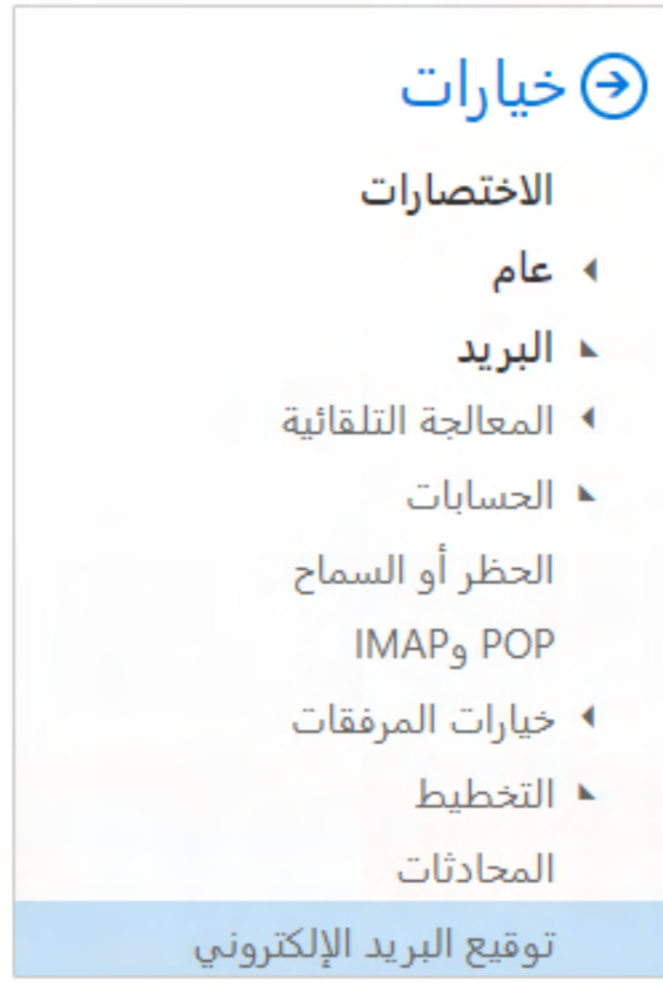 خيارات
الاختصارات
عام
البريد
المعالجة التلقائية
الحسابات
الحظر أو السماح
POP وIMAP
خيارات المرفقات
التخطيط
المحادثات
توقيع البريد الإلكتروني